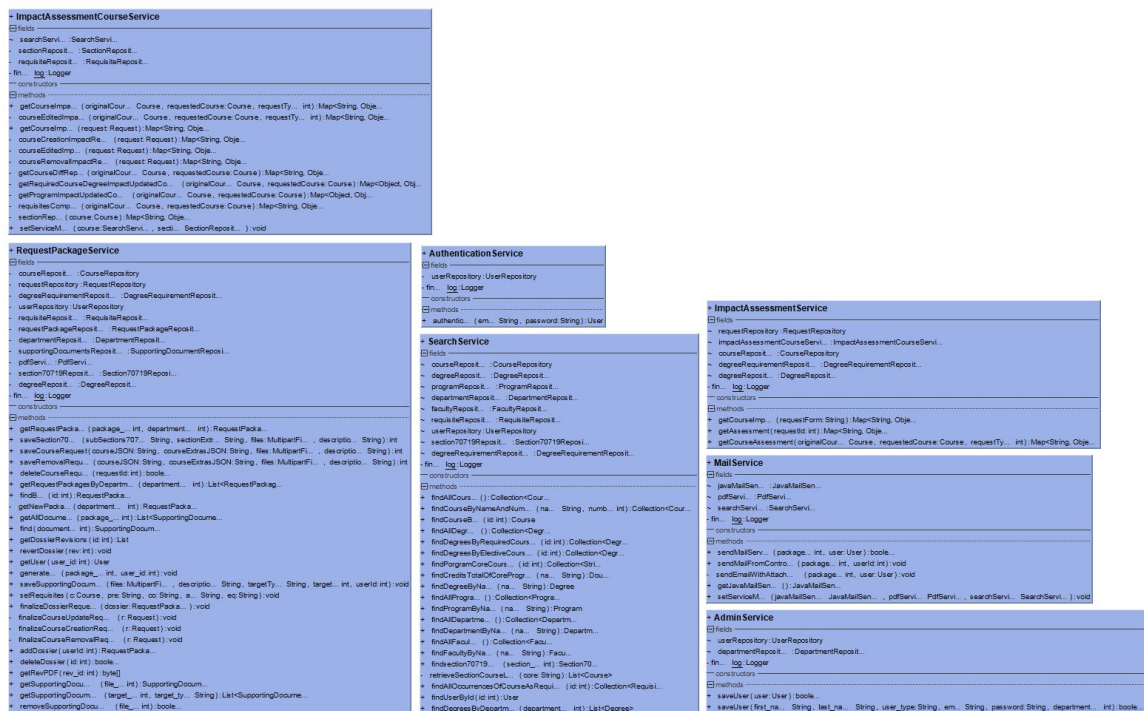 + ImpactAssessmentCourseService
fields
~ searchServi... : SearchServi...
- sectionReposit... : SectionReposit...
- requisiteReposit... : RequisiteReposit...
- fin... log: Logger
constructors
methods
+ getCourseImpa... (originalCour... Course, requestedCourse: Course, requestTy... int): Map<String, Obje...
- courseEditedImpa... (originalCour... Course, requestedCourse: Course, requestTy... int): Map<String, Obje...
+ getCourseImp... (request: Request): Map<String, Obje...
- courseCreationImpactRe... (request: Request): Map<String, Obje...
- courseEditedImp... (request: Request): Map<String, Obje...
- courseRemovalImpactRe... (request: Request): Map<String, Obje...
- getCourseDiffRep... (originalCour... Course, requestedCourse: Course): Map<String, Obje...
- getRequiredCourseDegreeImpactUpdatedCo... (originalCour... Course, requestedCourse: Course): Map<Object, Obj...
- getProgramImpactUpdatedCo... (originalCour... Course, requestedCourse: Course): Map<Object, Obj...
- requisitesComp... (originalCour... Course, requestedCourse: Course): Map<String, Obje...
- sectionRep... (course: Course): Map<String, Obje...
+ setServiceM... (course: SearchServi... , secti... SectionReposit... ): void
+ RequestPackageService
fields
- courseReposit... : CourseRepository
- requestRepository: RequestRepository
- degreeRequirementReposit... : DegreeRequirementReposit...
- userRepository: UserRepository
- requisiteReposit... : RequisiteReposit...
- requestPackageReposit... : RequestPackageReposit...
- departmentReposit... : DepartmentReposit...
- supportingDocumentsReposit... : SupportingDocumentReposi...
- pdfServi... : PdfServi...
- section70719Reposit... : Section70719Reposi...
- degreeReposit... : DegreeReposit...
- fin... log: Logger
constructors
methods
+ getRequestPacka... (package_... int, department... int): RequestPacka...
+ saveSection70... (subSections707... String, sectionExtr... String, files: MultipartFi... , descriptio... String): int
+ saveCourseRequest(courseJSON: String, courseExtrasJSON: String, files: MultipartFi... , descriptio... String): int
+ saveRemovalRequ... (courseJSON: String, courseExtrasJSON: String, files: MultipartFi... , descriptio... String): int
+ deleteCourseRequ... (requestId: int): boole...
+ getRequestPackagesByDepartm... (department... int): List<RequestPackag...
+ findB... (id: int): RequestPacka...
- getNewPacka... (department... int): RequestPacka...
+ getAllDocume... (package_... int): List<SupportingDocume...
+ find(document... int): SupportingDocum...
+ getDossierRevisions(id: int): List
+ revertDossier(rev: int): void
+ getUser(user_id: int): User
+ generate... (package_... int, user_id: int): void
+ saveSupportingDocum... (files: MultipartFi... , descriptio... String, targetTy... String, target... int, userId: int): void
+ setRequisites(c: Course, pre: String, co: String, a... String, eq: String): void
+ finalizeDossierReque... (dossier: RequestPacka... ): void
- finalizeCourseUpdateReq... (r: Request): void
- finalizeCourseCreationReq... (r: Request): void
- finalizeCourseRemovalReq... (r: Request): void
+ addDossier(userId: int): RequestPacka...
+ deleteDossier(id: int): boole...
+ getRevPDF(rev_id: int): byte[]
+ getSupportingDocu... (file_... int): SupportingDocum...
+ getSupportingDocum... (target_... int, target_ty... String): List<SupportingDocume...
+ removeSupportingDocu... (file_... int): boole...
+ AuthenticationService
fields
- userRepository: UserRepository
- fin... log: Logger
constructors
methods
+ authentic... (em... String, password: String): User
+ SearchService
fields
~ courseReposit... : CourseRepository
~ degreeReposit... : DegreeReposit...
~ programReposit... : ProgramReposit...
~ departmentReposit... : DepartmentReposit...
~ facultyReposit... : FacultyReposit...
~ requisiteReposit... : RequisiteReposit...
~ userRepository: UserRepository
~ section70719Reposit... : Section70719Reposi...
~ degreeRequirementReposit... : DegreeRequirementReposit...
- fin... log: Logger
constructors
methods
+ findAllCours... (): Collection<Cour...
+ findCourseByNameAndNum... (na... String, numb... int): Collection<Cour...
+ findCourseB... (id: int): Course
+ findAllDegr... (): Collection<Degr...
+ findDegreesByRequiredCours... (id: int): Collection<Degr...
+ findDegreesByElectiveCours... (id: int): Collection<Degr...
+ findPorgramCoreCours... (id: int): Collection<Stri...
+ findCreditsTotalOfCoreProgr... (na... String): Dou...
+ findDegreeByNa... (na... String): Degree
+ findAllProgra... (): Collection<Progra...
+ findProgramByNa... (na... String): Program
+ findAllDepartme... (): Collection<Departm...
+ findDepartmentByNa... (na... String): Departm...
+ findAllFacul... (): Collection<Facu...
+ findFacultyByNa... (na... String): Facu...
+ findsection70719... (section_... int): Section70...
- retrieveSectionCourseL... (core: String): List<Course>
+ findAllOccurrencesOfCourseAsRequi... (id: int): Collection<Requisi...
+ findUserById(id: int): User
+ findDegreesByDepartm... (department... int): List<Degree>
+ ImpactAssessmentService
fields
~ requestRepository: RequestRepository
~ impactAssessmentCourseServi... : ImpactAssessmentCourseServi...
~ courseReposit... : CourseRepository
~ degreeRequirementReposit... : DegreeRequirementReposit...
~ degreeReposit... : DegreeReposit...
- fin... log: Logger
constructors
methods
+ getCourseImp... (requestForm: String): Map<String, Obje...
+ getAssessment(requestId: int): Map<String, Obje...
+ getCourseAssessment(originalCour... Course, requestedCourse: Course, requestTy... int): Map<String, Obje...
+ MailService
fields
~ javaMailSen... : JavaMailSen...
~ pdfServi... : PdfServi...
~ searchServi... : SearchServi...
- fin... log: Logger
constructors
methods
+ sendMailServ... (package... int, user: User): boole...
+ sendMailFromContro... (package... int, userId: int): void
- sendEmailWithAttach... (package... int, user: User): void
- getJavaMailSen... (): JavaMailSen...
+ setServiceM... (javaMailSen... JavaMailSen... , pdfServi... PdfServi... , searchServi... SearchServi... ): void
+ AdminService
fields
~ userRepository: UserRepository
~ departmentReposit... : DepartmentReposit...
- fin... log: Logger
constructors
methods
+ saveUser(user: User): boole...
+ saveUser(first_na... String, last_na... String, user_type: String, em... String, password: String, department... int): boole...